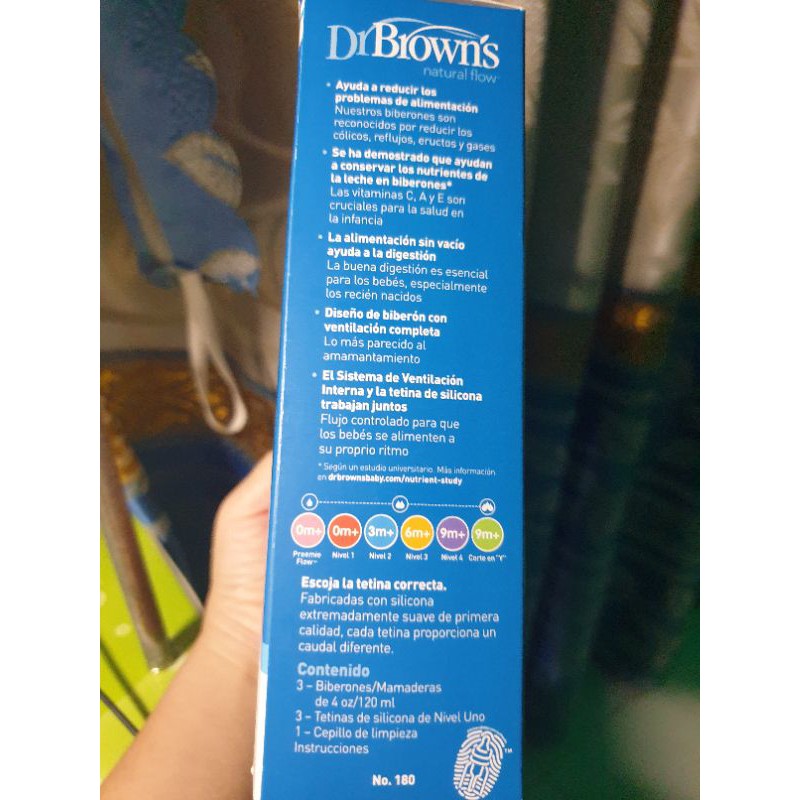 Dr Brown's
natural flow™
• Ayuda a reducir los
problemas de alimentación
Nuestros biberones son
reconocidos por reducir los
cólicos, reflujos, eructos y gases
• Se ha demostrado que ayudan
a conservar los nutrientes de
la leche en biberones*
Las vitaminas C, A y E son
cruciales para la salud en
la infancia
• La alimentación sin vacío
ayuda a la digestión
La buena digestión es esencial
para los bebés, especialmente
los recién nacidos
• Diseño de biberón con
ventilación completa
Lo más parecido al
amamantamiento
• El Sistema de Ventilación
Interna y la tetina de silicona
trabajan juntos
Flujo controlado para que
los bebés se alimenten a
su propio ritmo
* Según un estudio universitario. Más información
en drbrownsbaby.com/nutrient-study
0m+ 0m+ 3m+ 6m+ 9m+ 9m+
Preemie Nivel 1 Nivel 2 Nivel 3 Nivel 4 Corte en "Y"
Flow™
Escoja la tetina correcta.
Fabricadas con silicona
extremadamente suave de primera
calidad, cada tetina proporciona un
caudal diferente.
Contenido
3 – Biberones/Mamaderas
de 4 oz/120 ml
3 – Tetinas de silicona de Nivel Uno
1 – Cepillo de limpieza
Instrucciones
™
No. 180